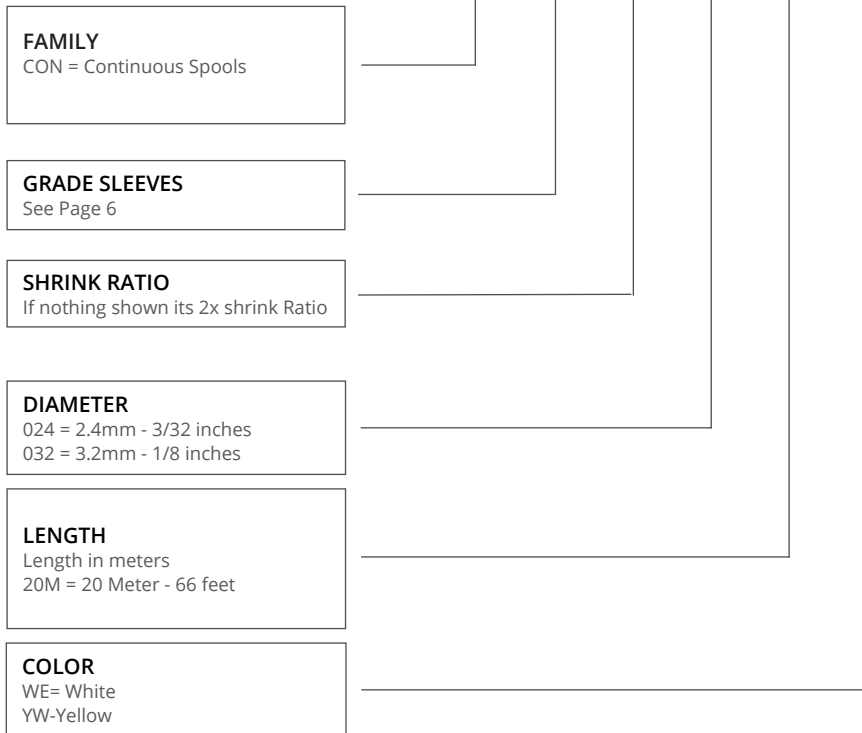 FAMILY
CON = Continuous Spools
GRADE SLEEVES
See Page 6
SHRINK RATIO
If nothing shown its 2x shrink Ratio
DIAMETER
024 = 2.4mm - 3/32 inches
032 = 3.2mm - 1/8 inches
LENGTH
Length in meters
20M = 20 Meter - 66 feet
COLOR
WE= White
YW-Yellow